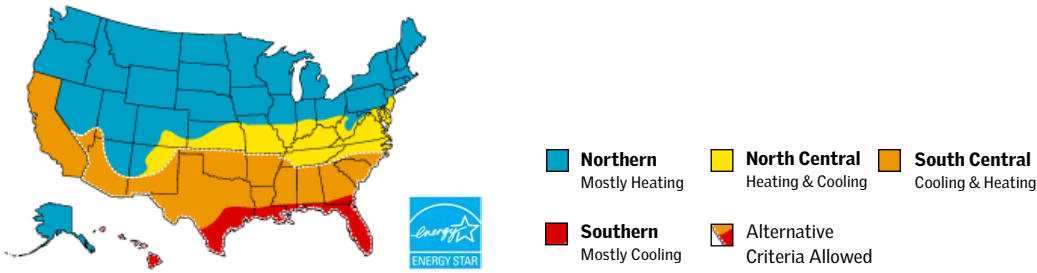 Northern
Mostly Heating
North Central
Heating & Cooling
South Central
Cooling & Heating
Southern
Mostly Cooling
Alternative
Criteria Allowed
energy
ENERGY STAR